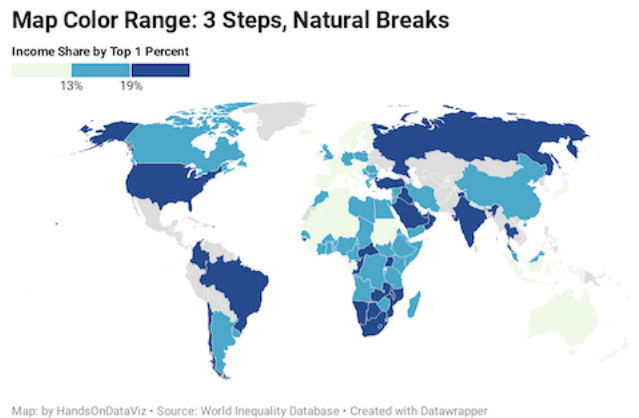 Map Color Range: 3 Steps, Natural Breaks
Income Share by Top 1 Percent
13% 19%
Map: by HandsOnDataViz • Source: World Inequality Database • Created with Datawrapper